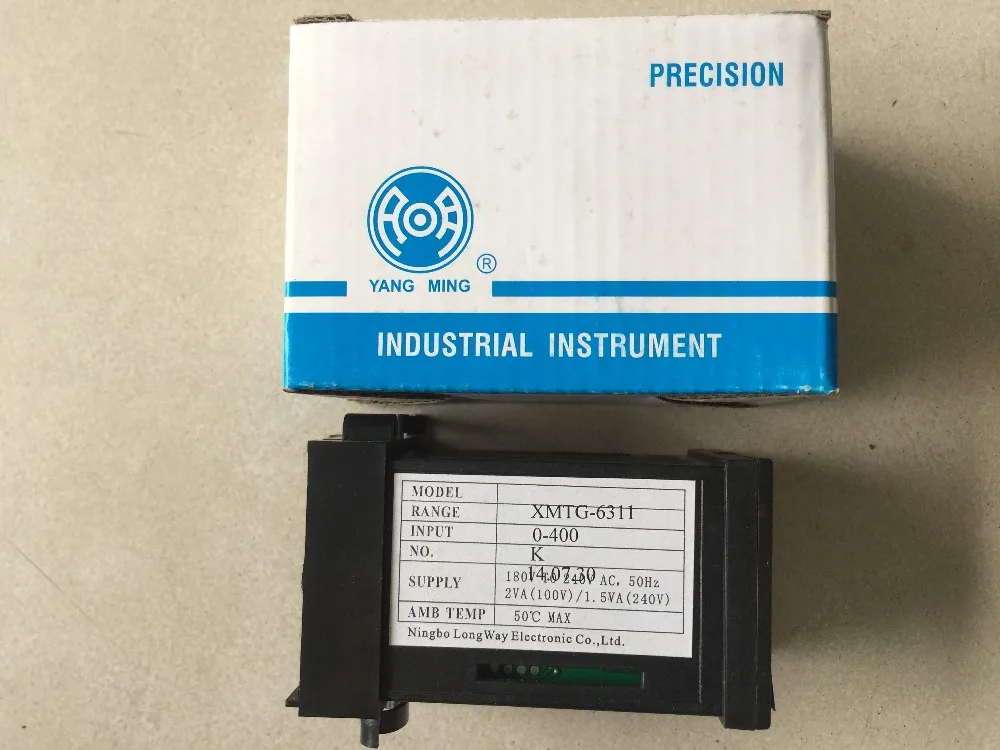 PRECISION
®
YANG MING
INDUSTRIAL INSTRUMENT
MODEL
RANGE XMTG-6311
INPUT 0-400
NO. K
14.07.30
SUPPLY 180V TO 240V AC, 50Hz
2VA(100V)/1.5VA(240V)
AMB TEMP 50℃ MAX
Ningbo LongWay Electronic Co.,Ltd.